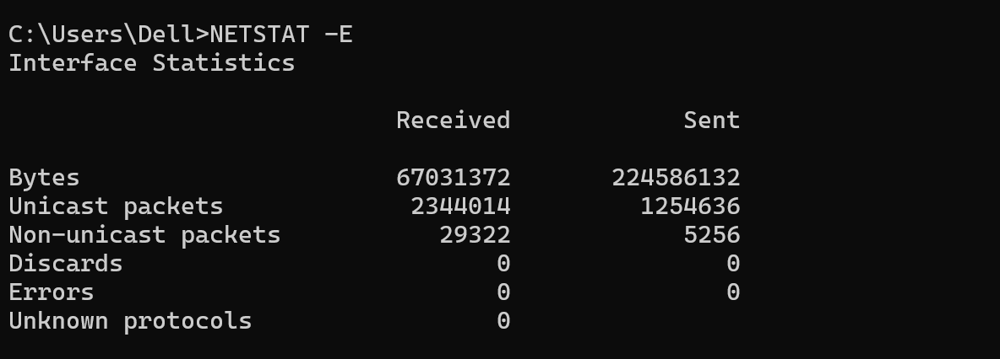 C:\Users\Dell>NETSTAT -E
Interface Statistics
Received Sent
Bytes 67031372 224586132
Unicast packets 2344014 1254636
Non-unicast packets 29322 5256
Discards 0 0
Errors 0 0
Unknown protocols 0